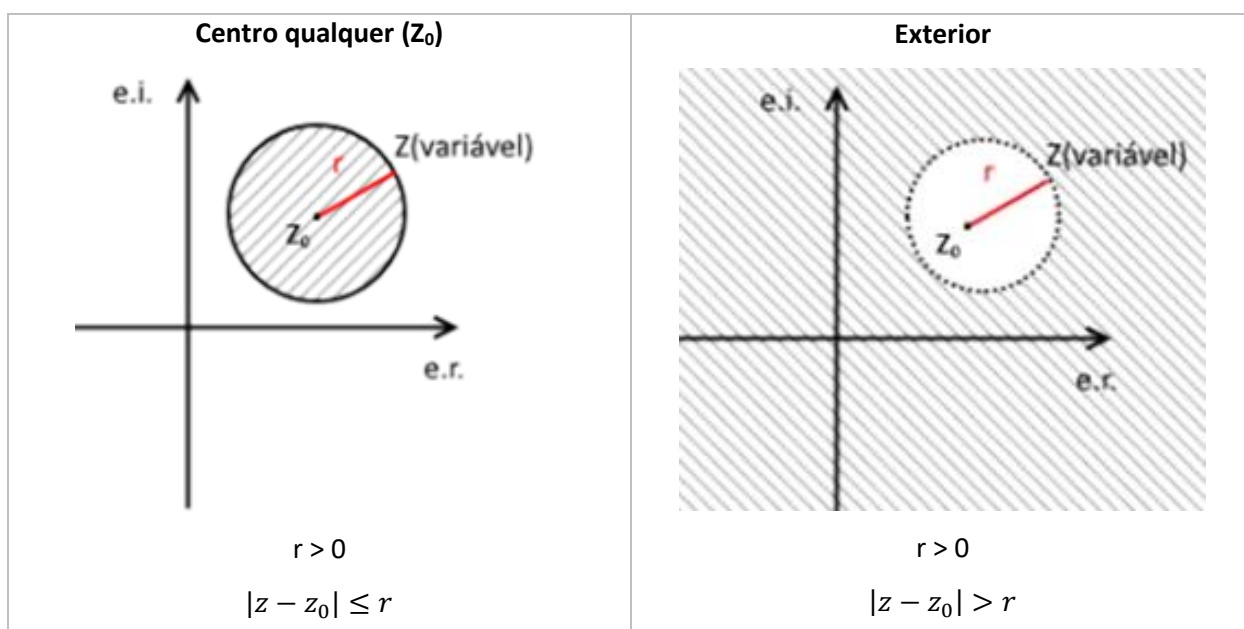 Centro qualquer (Z₀)
e.i.
Z(variável)
r
Z₀
e.r.
r > 0
|z − z₀| ≤ r
Exterior
e.i.
Z(variável)
r
Z₀
e.r.
r > 0
|z − z₀| > r